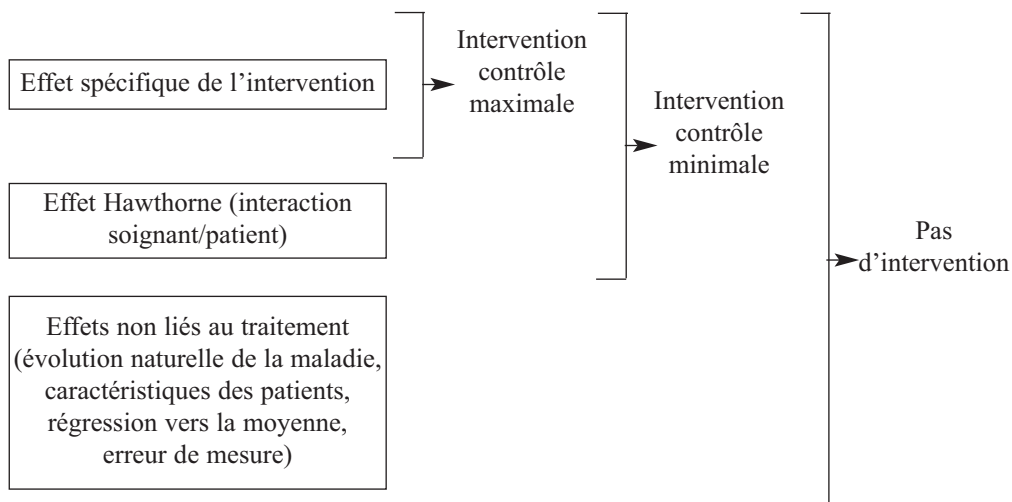 Effet spécifique de l'intervention
Effet Hawthorne (interaction
soignant/patient)
Effets non liés au traitement
(évolution naturelle de la maladie,
caractéristiques des patients,
régression vers la moyenne,
erreur de mesure)
Intervention
contrôle
maximale
Intervention
contrôle
minimale
Pas
d'intervention